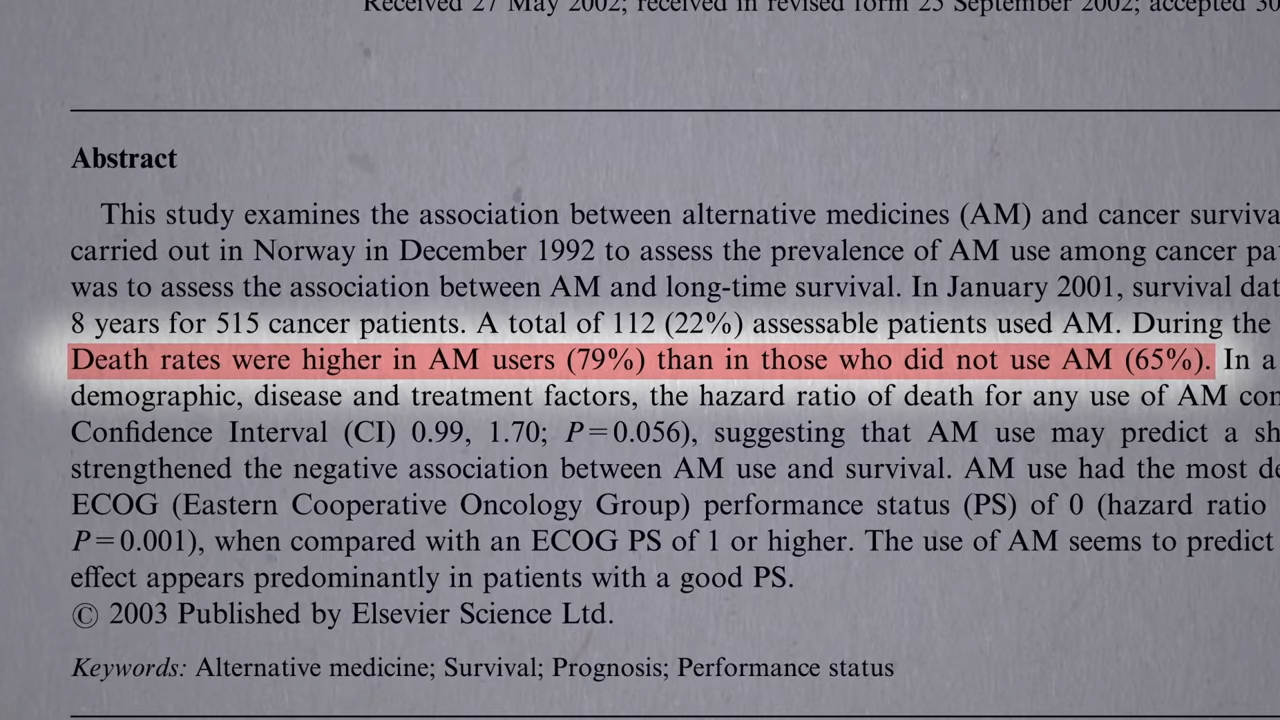 Received 27 May 2002; received in revised form 25 September 2002; accepted 30
Abstract
This study examines the association between alternative medicines (AM) and cancer surviva
carried out in Norway in December 1992 to assess the prevalence of AM use among cancer pa
was to assess the association between AM and long-time survival. In January 2001, survival dat
8 years for 515 cancer patients. A total of 112 (22%) assessable patients used AM. During the
Death rates were higher in AM users (79%) than in those who did not use AM (65%). In a
demographic, disease and treatment factors, the hazard ratio of death for any use of AM con
Confidence Interval (CI) 0.99, 1.70; P=0.056), suggesting that AM use may predict a sh
strengthened the negative association between AM use and survival. AM use had the most de
ECOG (Eastern Cooperative Oncology Group) performance status (PS) of 0 (hazard ratio
P=0.001), when compared with an ECOG PS of 1 or higher. The use of AM seems to predict
effect appears predominantly in patients with a good PS.
© 2003 Published by Elsevier Science Ltd.
Keywords: Alternative medicine; Survival; Prognosis; Performance status